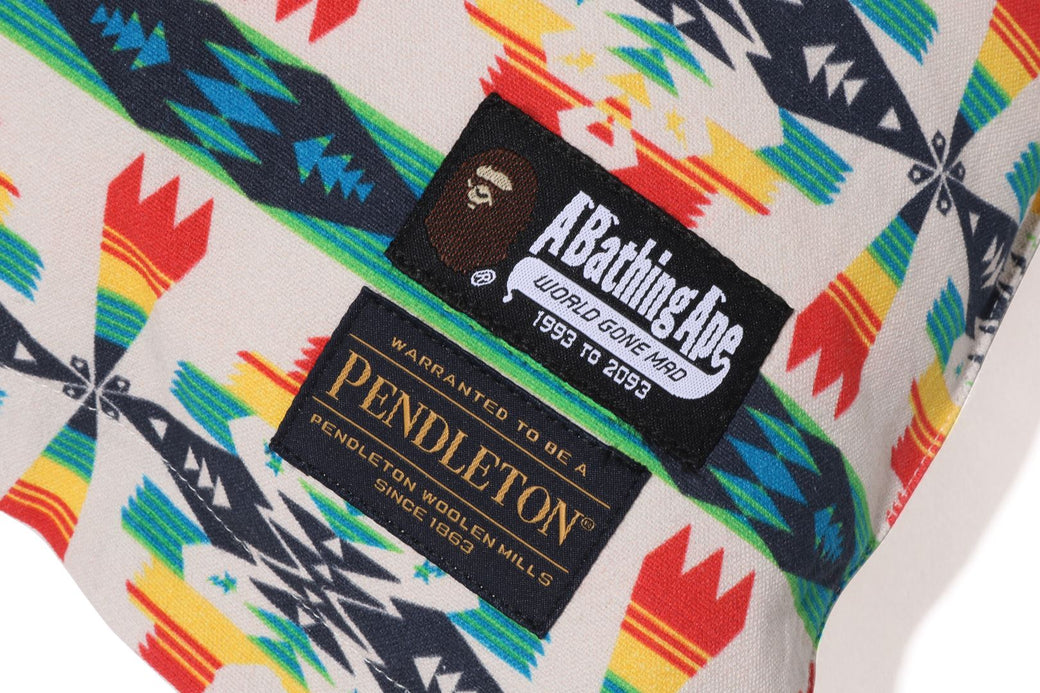 A Bathing Ape
®
WORLD GONE MAD
1993 TO 2093
WARRANTED TO BE A
PENDLETON®
PENDLETON WOOLEN MILLS
SINCE 1863